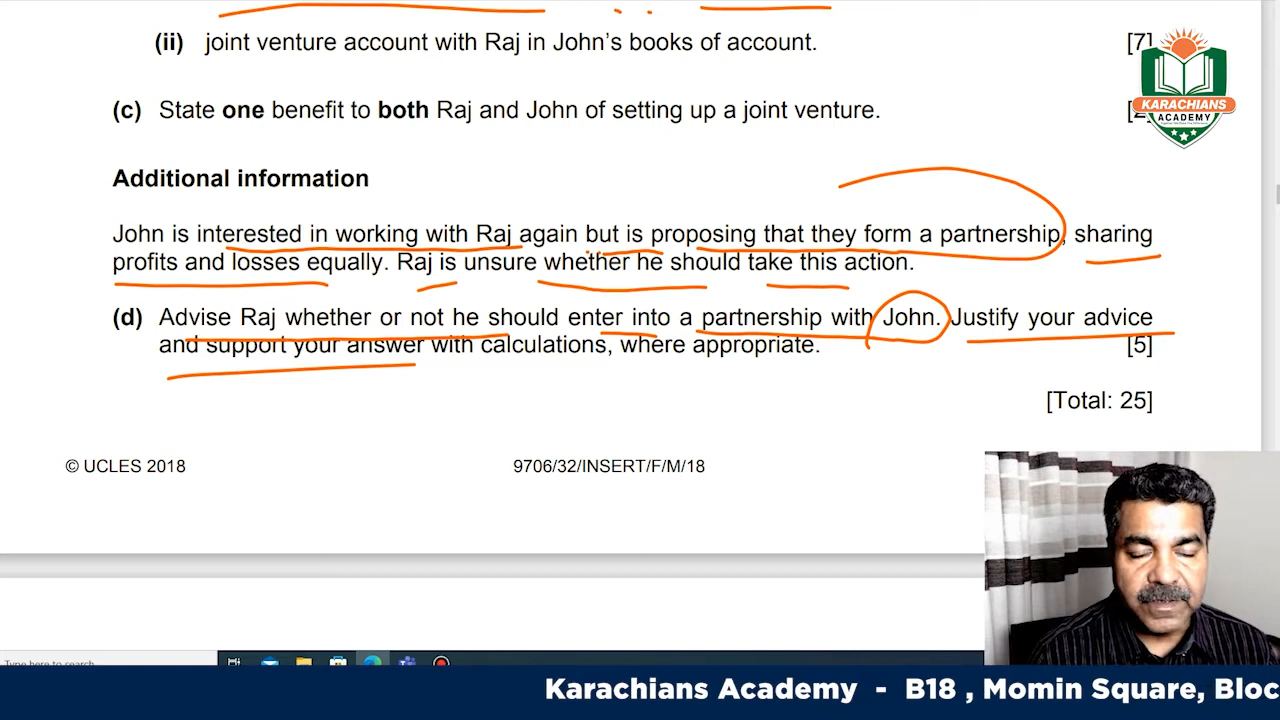 (ii) joint venture account with Raj in John’s books of account. [7]
(c) State one benefit to both Raj and John of setting up a joint venture.
KARACHIANS
ACADEMY
Additional information
John is interested in working with Raj again but is proposing that they form a partnership, sharing
profits and losses equally. Raj is unsure whether he should take this action.
(d) Advise Raj whether or not he should enter into a partnership with John. Justify your advice
and support your answer with calculations, where appropriate. [5]
[Total: 25]
© UCLES 2018 9706/32/INSERT/F/M/18
Type here to search
Karachians Academy - B18 , Momin Square, Bloc